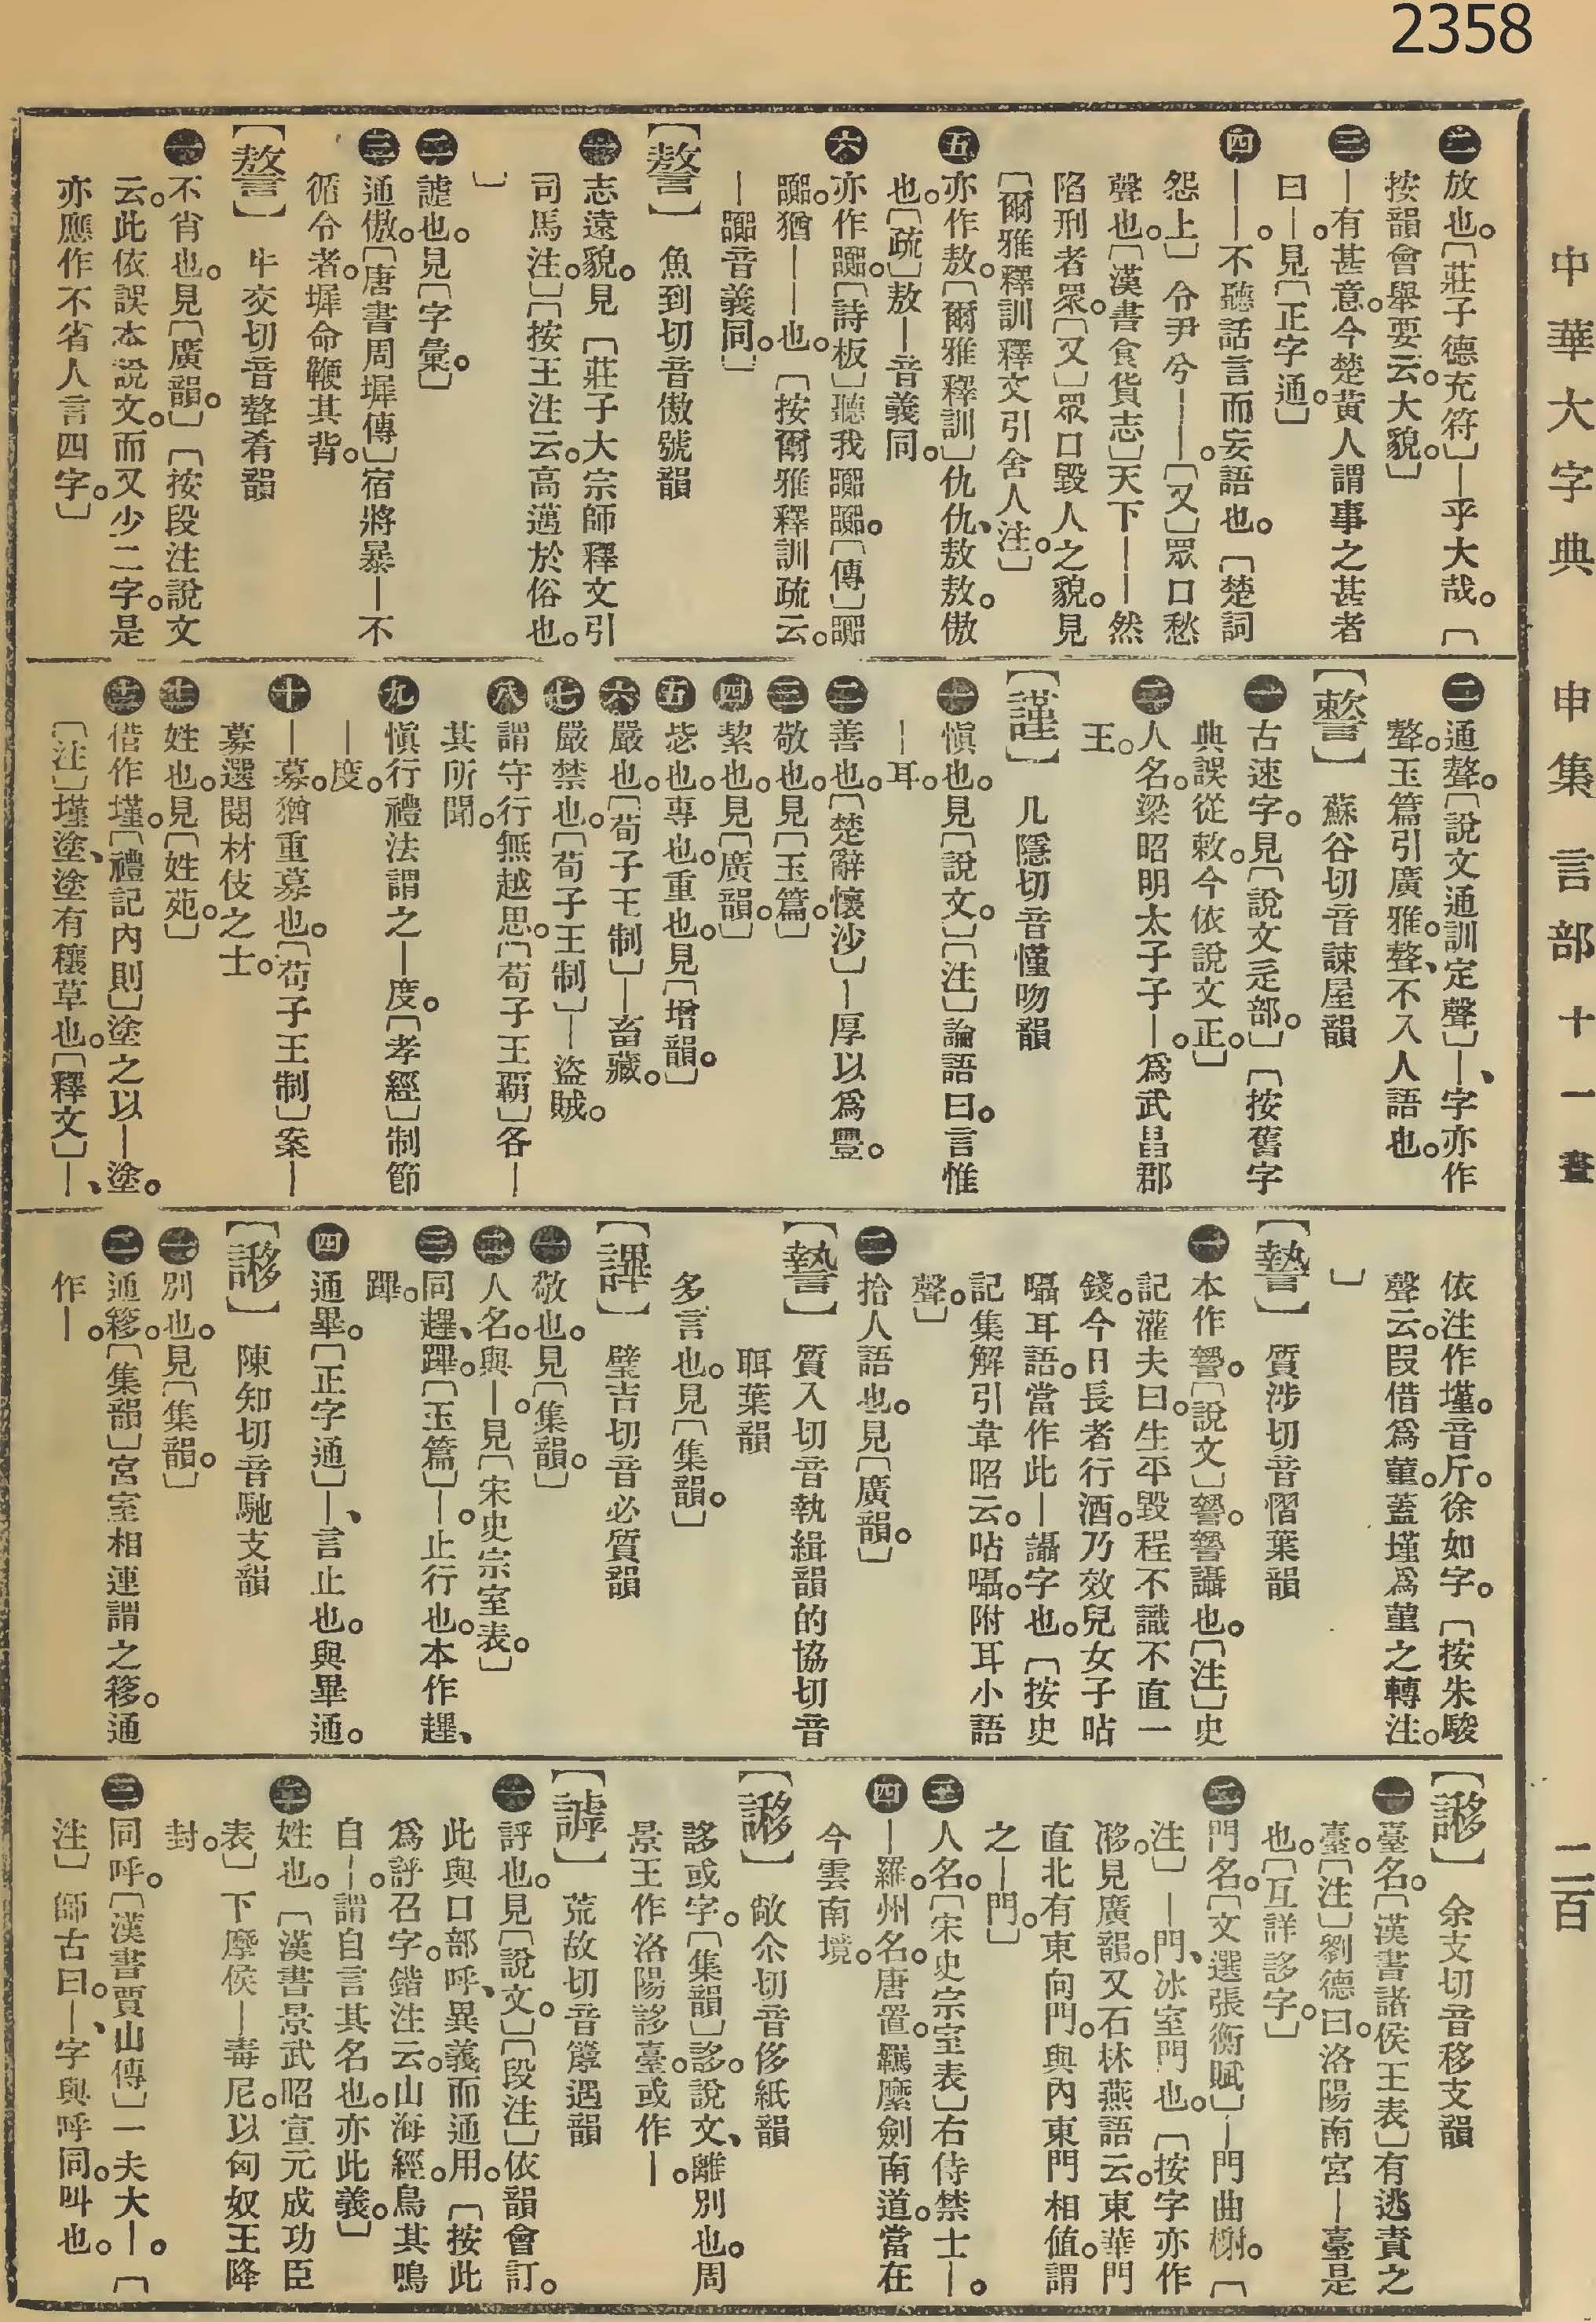 2358
中華大字典 申集 言部 十一畫 二百
二 放也。〔莊子德充符〕—乎大哉。〔
按韻會舉要云。大貌。〕
三 —有甚意。今楚黃人謂事之甚者
曰—。見〔正字通。〕
四 ——。不聽話言而妄語也。〔楚詞
怨上〕令尹兮——。〔又〕眾口愁
聲也。〔漢書食貨志〕天下——然
陷刑者眾。〔又〕眾口毀人之貌。見
〔爾雅釋訓釋文引舍人注。〕
五 亦作敖。〔爾雅釋訓〕仇仇、敖敖。傲
也。〔疏〕敖—音義同。
六 亦作嚻。〔詩板〕聽我嚻嚻。〔傳〕嚻
嚻。猶——也。〔按爾雅釋訓疏云。
—嚻音義同。〕
〔謷〕 魚到切音傲號韻
一 志遠貌。見〔莊子大宗師釋文引
司馬注。〕〔按王注云。高邁於俗也。
〕
二 謔也。見〔字彙。〕
三 通傲。〔唐書周墀傳〕宿將暴—不
循令者。墀命鞭其背。
〔謷〕 牛交切音聱肴韻
一 不肖也。見〔廣韻。〕〔按段注說文
云。此依誤本說文。而又少二字。是
亦應作不省人言四字。〕
二 通聱。〔說文通訓定聲〕—、字亦作
聱。玉篇引廣雅。聱、不入人語也。
〔謷〕 蘇谷切音諫屋韻
一 古速字。見〔說文辵部。〕〔按舊字
典誤從敕。今依說文正。〕
二 人名。梁昭明太子子—。為武昌郡
王。
〔謹〕 几隱切音慬吻韻
一 愼也。見〔說文。〕〔注〕論語曰。言惟
—耳。
二 善也。〔楚辭懷沙〕—厚以爲豐。
三 敬也。見〔玉篇。〕
四 絜也。見〔廣韻。〕
五 毖也。專也。重也。見〔增韻。〕
六 嚴也。〔荀子王制〕—畜藏。
七 嚴禁也。〔荀子王制〕—盜賊。
八 謂守行無越思。〔荀子王霸〕各—
其所聞。
九 愼行禮法謂之—度。〔孝經〕制節
—度。
十 —募。猶重募也。〔荀子王制〕案—
募選閱材伎之士。
十一 姓也。見〔姓苑。〕
十二 借作墐。〔禮記內則〕塗之以—塗。
〔注〕墐塗、塗有穰草也。〔釋文〕—、
依注作墐。音斤。徐如字。〔按朱駿
聲云。叚借爲蓳。蓋墐爲蓳之轉注。
〕
〔謺〕 質涉切音慴葉韻
一 本作讋。〔說文〕讋。讋讘也。〔注〕史
記灌夫曰。生平毀程不識不直一
錢。今日長者行酒。乃效兒女子呫
囁耳語。當作此—讘字也。〔按史
記集解引韋昭云。呫囁。附耳小語
聲。〕
二 拾人語也。見〔廣韻。〕
〔謺〕 質入切音執緝韻的協切音
聑葉韻
多言也。見〔集韻。〕
〔𧬌〕 璧吉切音必質韻
一 敬也。見〔集韻。〕
二 人名。與—。見〔宋史宗室表。〕
三 同趩、蹕。〔玉篇〕—。止行也。本作趩、
蹕。
四 通畢。〔正字通〕—、言止也。與畢通。
〔謻〕 陳知切音馳支韻
一 別也。見〔集韻。〕
二 通簃。〔集韻〕宮室相連謂之簃。通
作—。
〔謻〕 余支切音移支韻
一 臺名。〔漢書諸侯王表〕有逃責之
臺。〔注〕劉德曰。洛陽南宮—臺是
也。〔互詳誃字。〕
二 門名。〔文選張衡賦〕—門曲榭。〔
注〕—門、冰室門也。〔按字亦作
㓃。見廣韻。又石林燕語云。東華門
直北有東向門。與內東門相値。謂
之—門。〕
三 人名。〔宋史宗室表〕右侍禁士—。
四 —羅。州名。唐置。羈縻劍南道。當在
今雲南境。
〔謻〕 敞尒切音侈紙韻
誃或字。〔集韻〕誃。說文、離別也。周
景王作洛陽誃臺。或作—。
〔謼〕 荒故切音謼遇韻
一 評也。見〔說文。〕〔段注〕依韻會訂。
此與口部呼、異義而通用。〔按此
爲評召字。鍇注云。山海經。鳥其鳴
自—。謂自言其名也。亦此義。〕
二 姓也。〔漢書景武昭宣元成功臣
表〕下摩侯—毒尼。以匈奴王降
封。
三 同呼。〔漢書賈山傳〕一夫大—。〔
注〕師古曰。—、字與呼同。叫也。